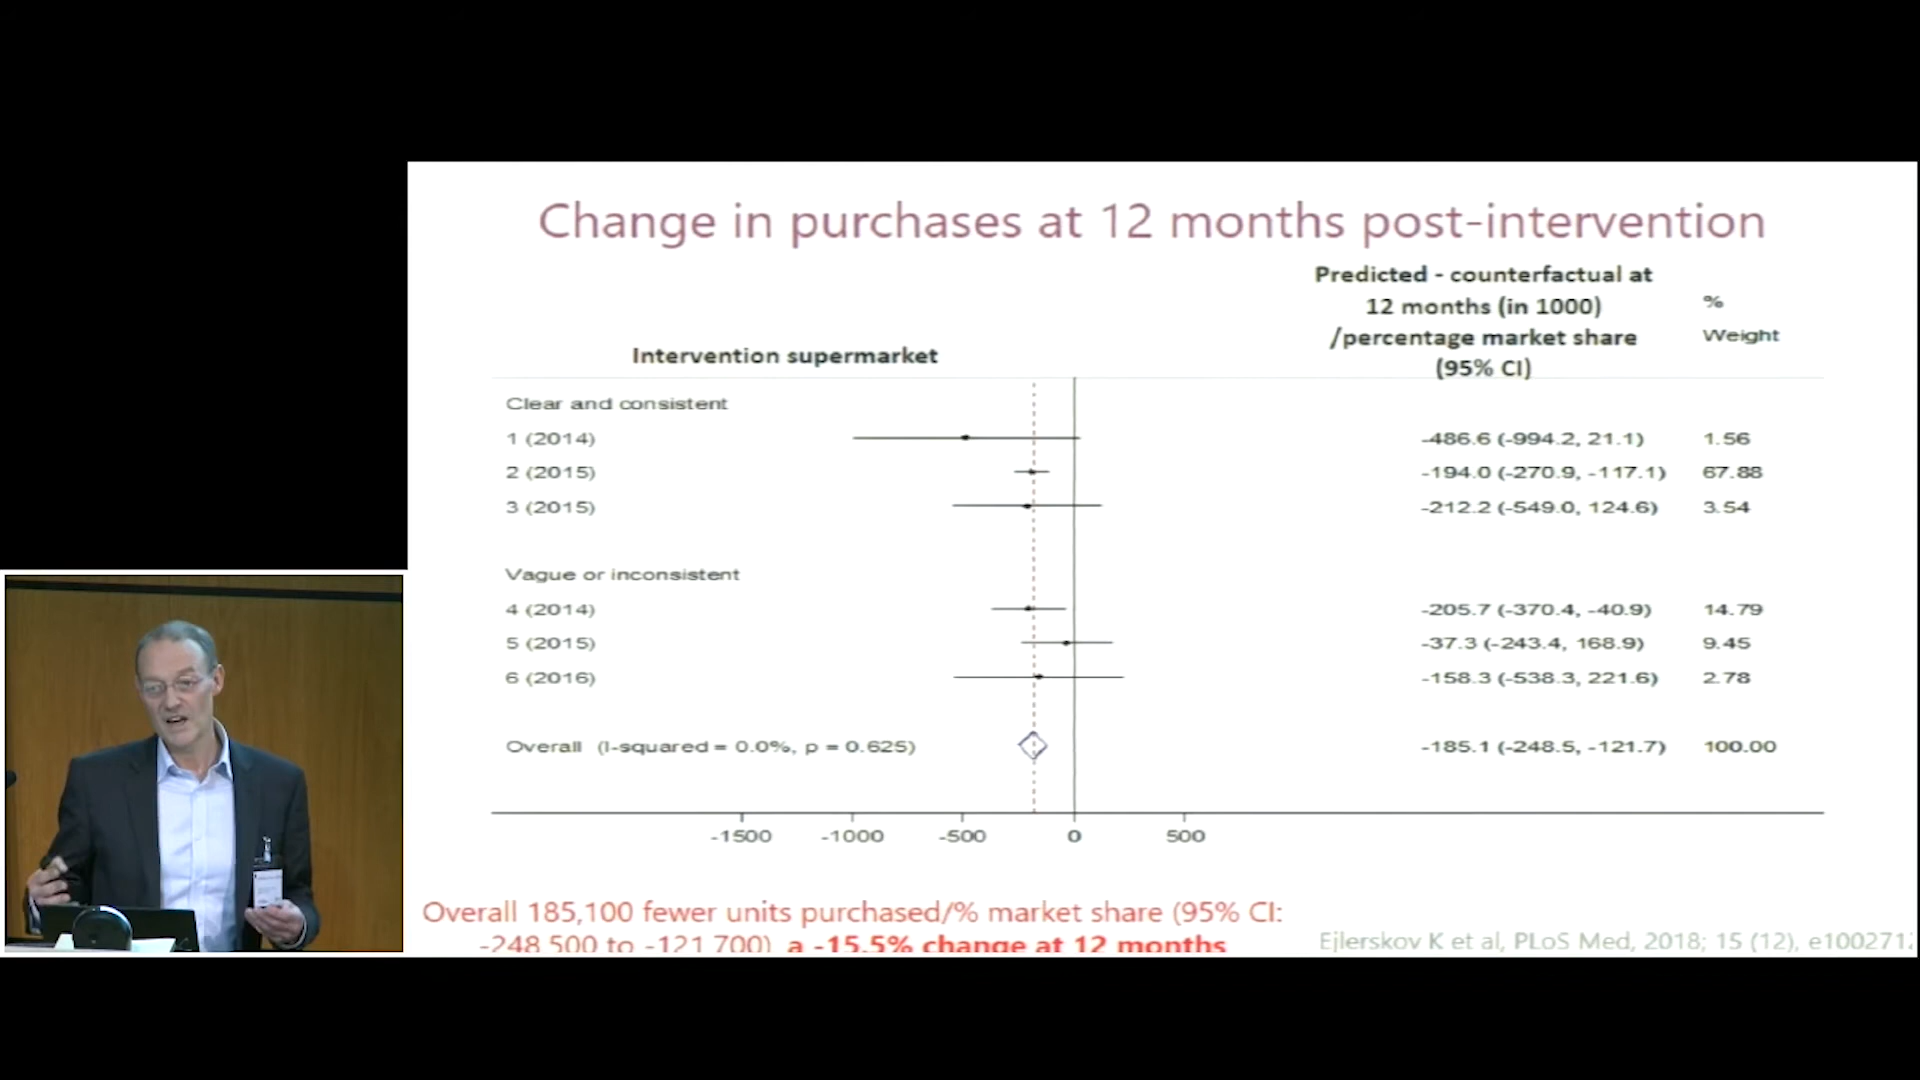 Change in purchases at 12 months post-intervention
Predicted - counterfactual at
12 months (in 1000)
/percentage market share
(95% CI)
%
Weight
Intervention supermarket
Clear and consistent
1 (2014) -486.6 (-994.2, 21.1) 1.56
2 (2015) -194.0 (-270.9, -117.1) 67.88
3 (2015) -212.2 (-549.0, 124.6) 3.54
Vague or inconsistent
4 (2014) -205.7 (-370.4, -40.9) 14.79
5 (2015) -37.3 (-243.4, 168.9) 9.45
6 (2016) -158.3 (-538.3, 221.6) 2.78
Overall (I-squared = 0.0%, p = 0.625) -185.1 (-248.5, -121.7) 100.00
-1500 -1000 -500 0 500
Overall 185,100 fewer units purchased/% market share (95% CI:
-248 500 to -121 700) a -15.5% change at 12 months
Ejlerskov K et al, PLoS Med, 2018; 15 (12), e100271